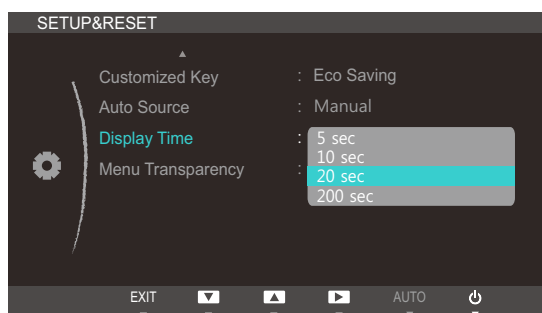 SETUP&RESET
Customized Key : Eco Saving
Auto Source : Manual
Display Time : 5 sec
10 sec
Menu Transparency : 20 sec
200 sec
EXIT AUTO